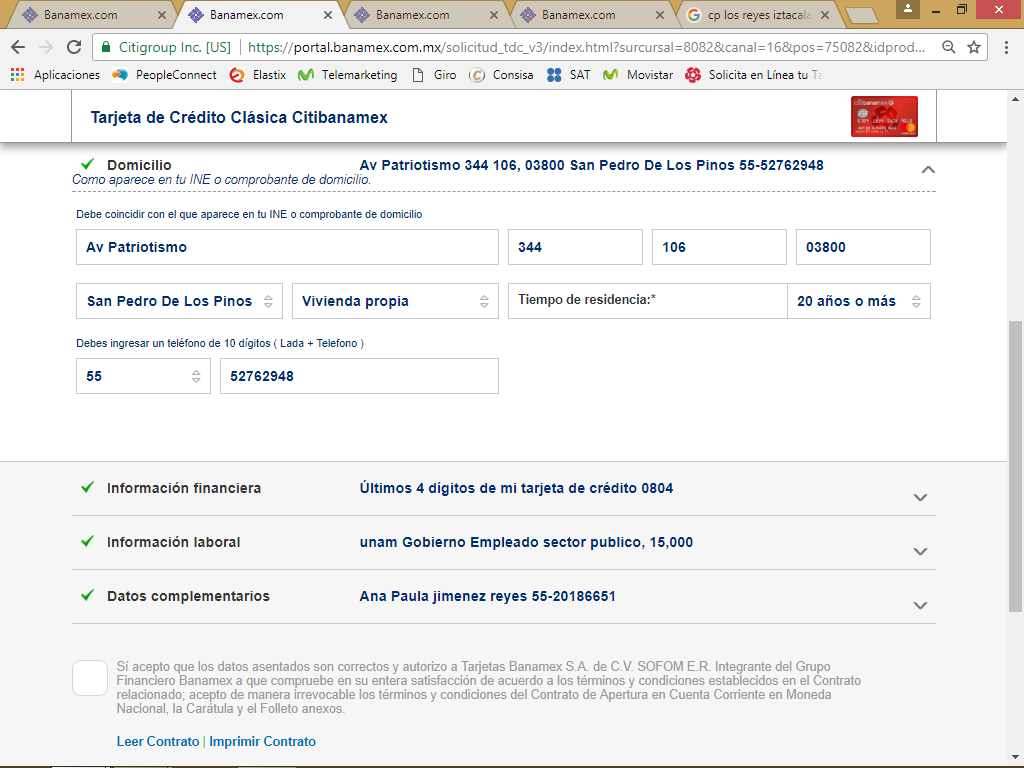 Banamex.com
Banamex.com
Banamex.com
Banamex.com
cp los reyes iztacala
Citigroup Inc. [US]
https://portal.banamex.com.mx/solicitud_tdc_v3/index.html?surcursal=8082&canal=16&pos=75082&idprod...
Aplicaciones
PeopleConnect
Elastix
Telemarketing
Giro
Consisa
SAT
Movistar
Solicita en Línea tu Ta
Tarjeta de Crédito Clásica Citibanamex
Domicilio
Av Patriotismo 344 106, 03800 San Pedro De Los Pinos 55-52762948
Como aparece en tu INE o comprobante de domicilio.
Debe coincidir con el que aparece en tu INE o comprobante de domicilio
Av Patriotismo
344
106
03800
San Pedro De Los Pinos
Vivienda propia
Tiempo de residencia:*
20 años o más
Debes ingresar un teléfono de 10 dígitos ( Lada + Telefono )
55
52762948
Información financiera
Últimos 4 dígitos de mi tarjeta de crédito 0804
Información laboral
unam Gobierno Empleado sector publico, 15,000
Datos complementarios
Ana Paula jimenez reyes 55-20186651
Sí acepto que los datos asentados son correctos y autorizo a Tarjetas Banamex S.A. de C.V. SOFOM E.R. Integrante del Grupo
Financiero Banamex a que compruebe en su entera satisfacción de acuerdo a los términos y condiciones establecidos en el Contrato
relacionado; acepto de manera irrevocable los términos y condiciones del Contrato de Apertura en Cuenta Corriente en Moneda
Nacional, la Carátula y el Folleto anexos.
Leer Contrato | Imprimir Contrato